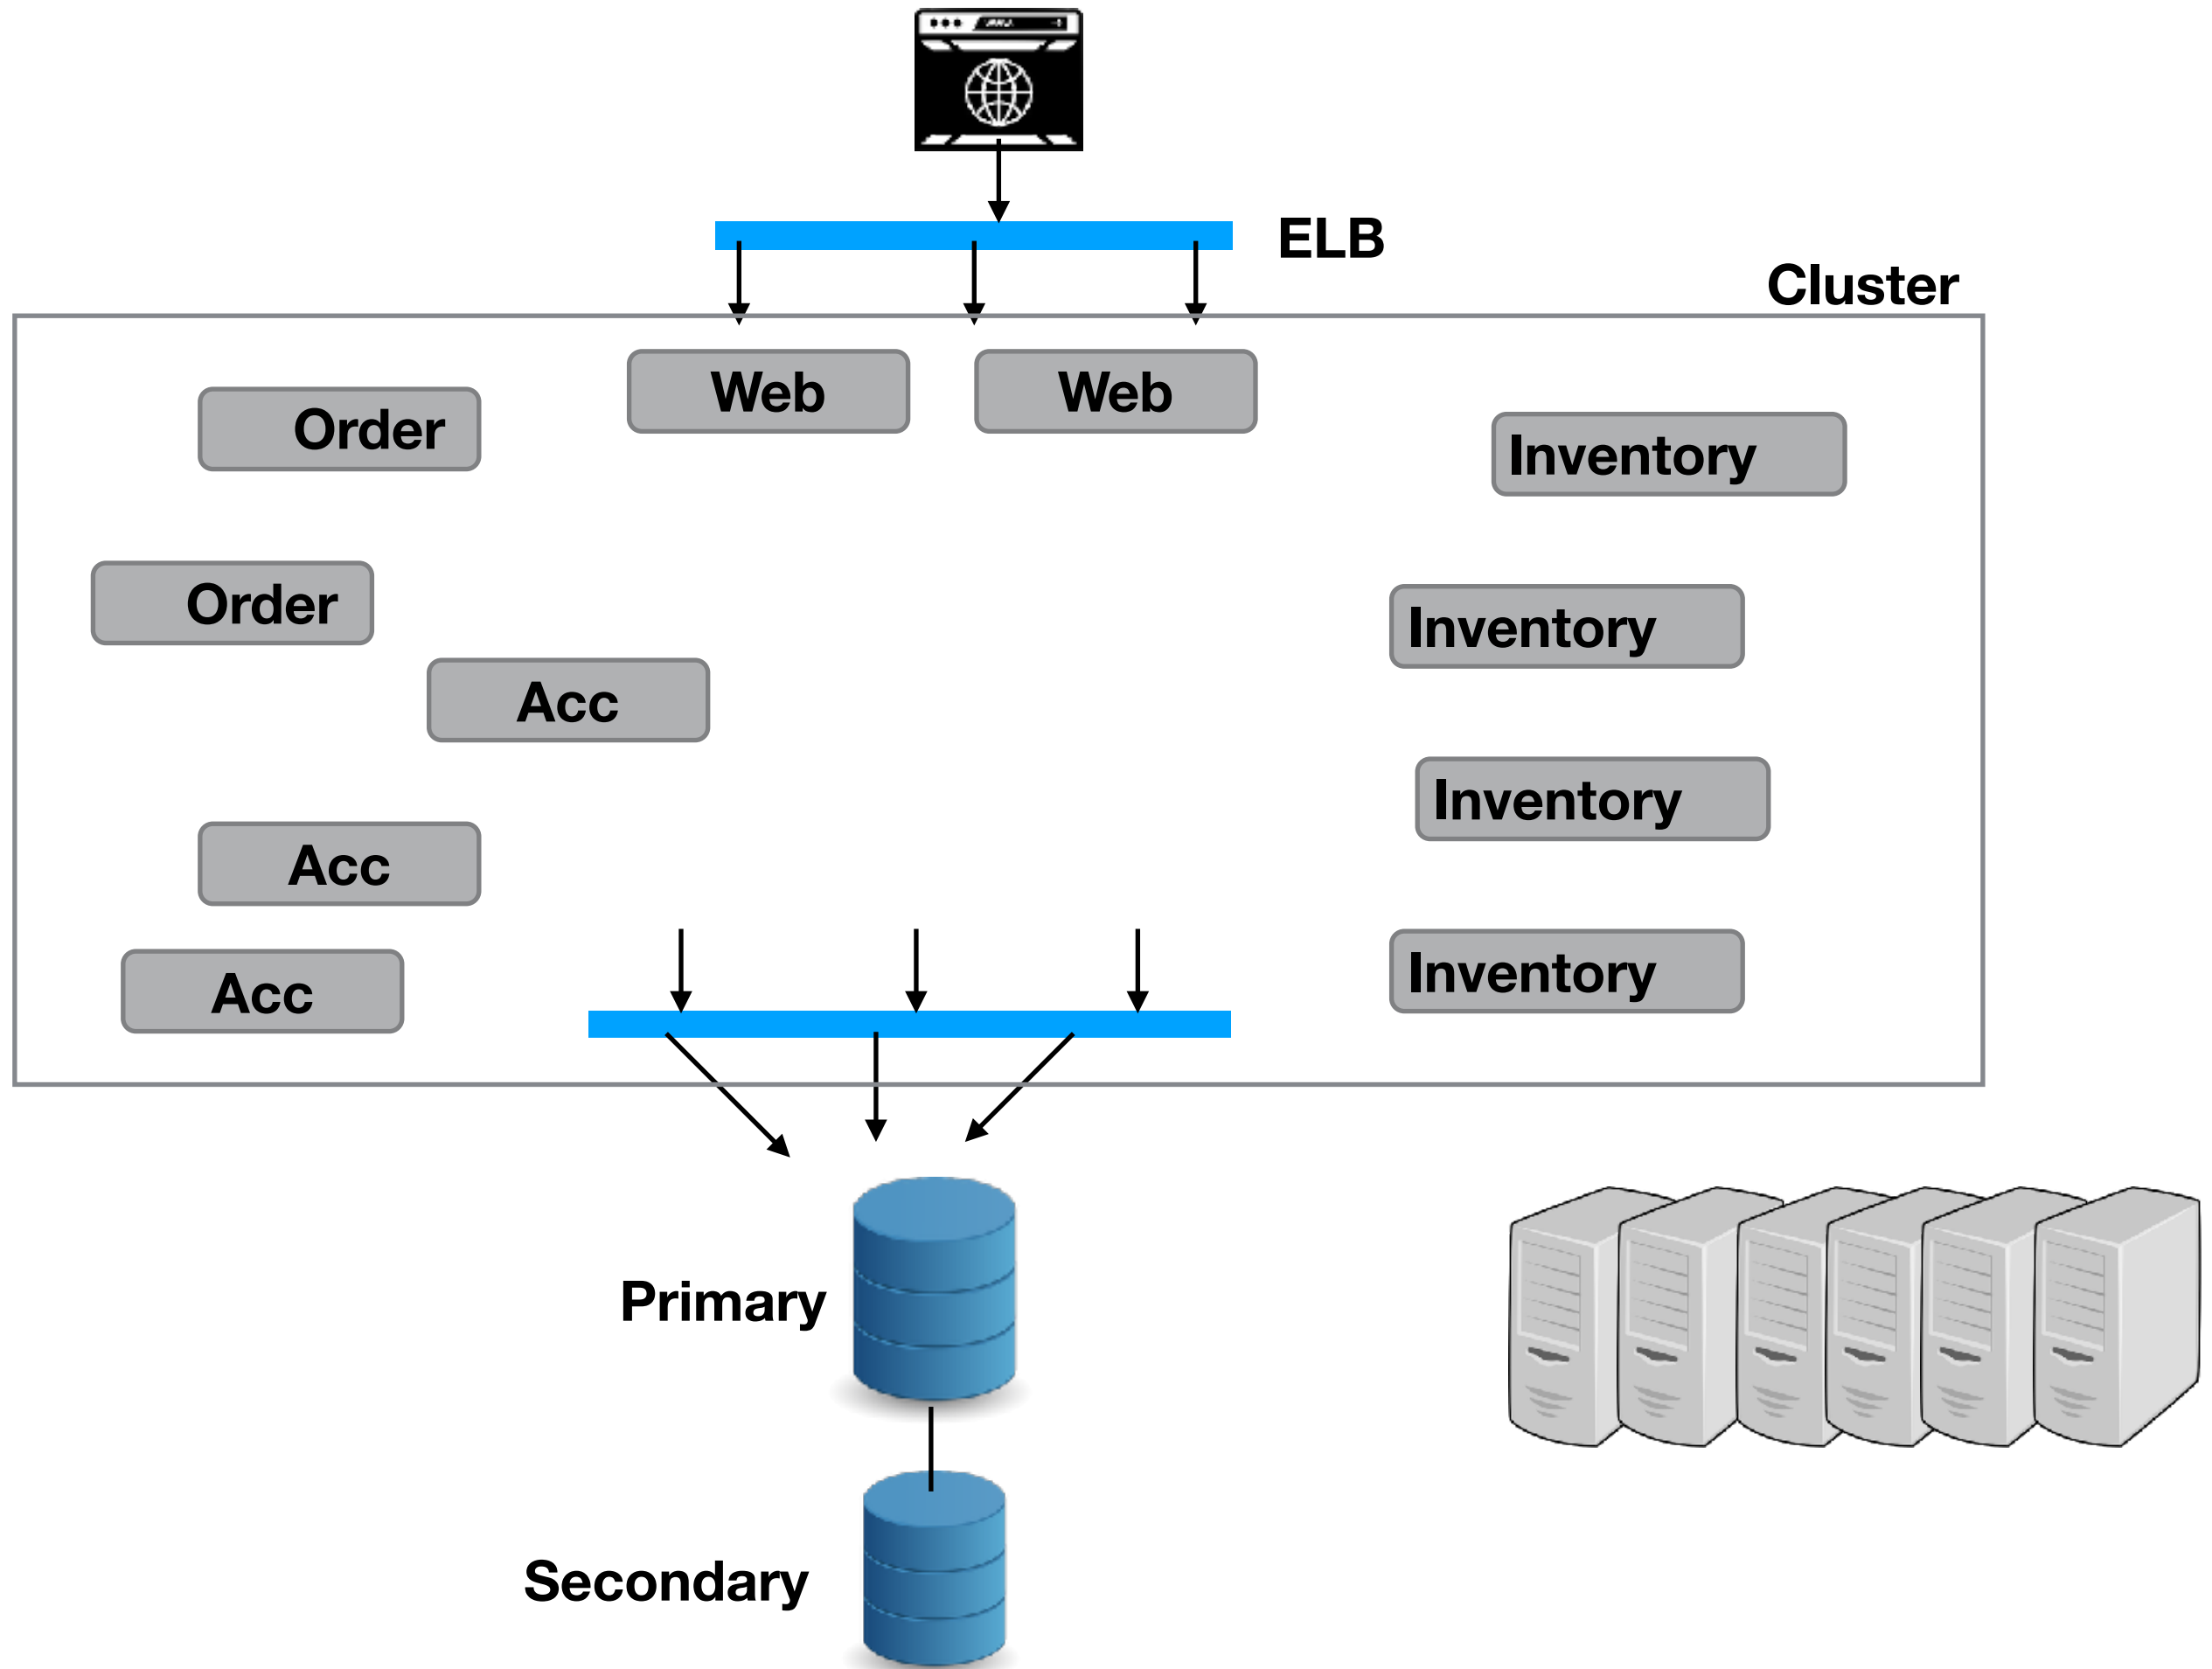 ELB
Cluster
Web
Web
Order
Inventory
Order
Inventory
Acc
Inventory
Acc
Inventory
Acc
Primary
Secondary